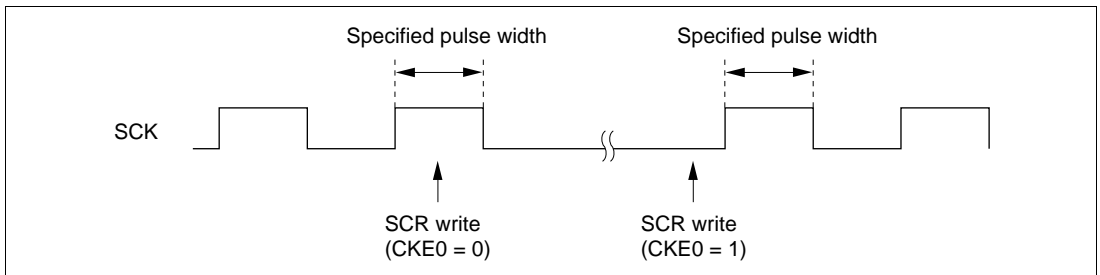 Specified pulse width
Specified pulse width
SCK
SCR write
(CKE0 = 0)
SCR write
(CKE0 = 1)